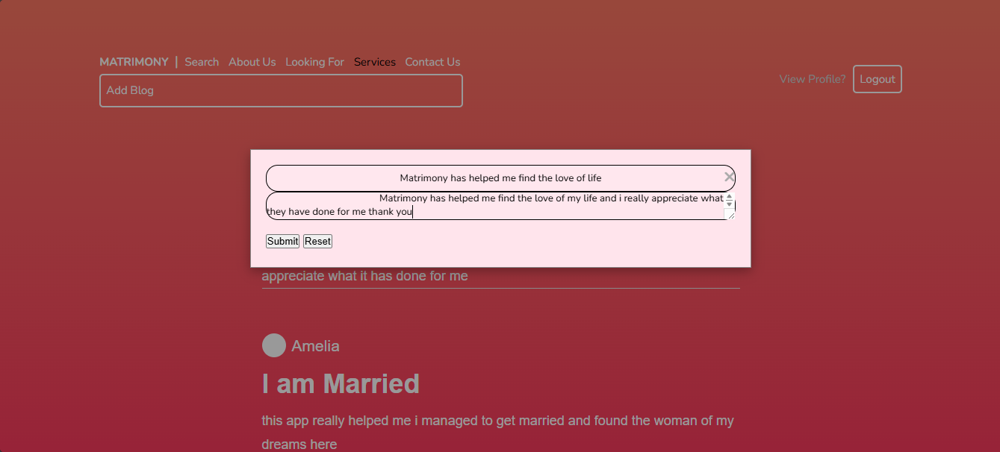 MATRIMONY | Search About Us Looking For Services Contact Us
Add Blog
View Profile? Logout
Matrimony has helped me find the love of life
Matrimony has helped me find the love of my life and i really appreciate what
they have done for me thank you
Submit Reset
appreciate what it has done for me
Amelia
I am Married
this app really helped me i managed to get married and found the woman of my
dreams here